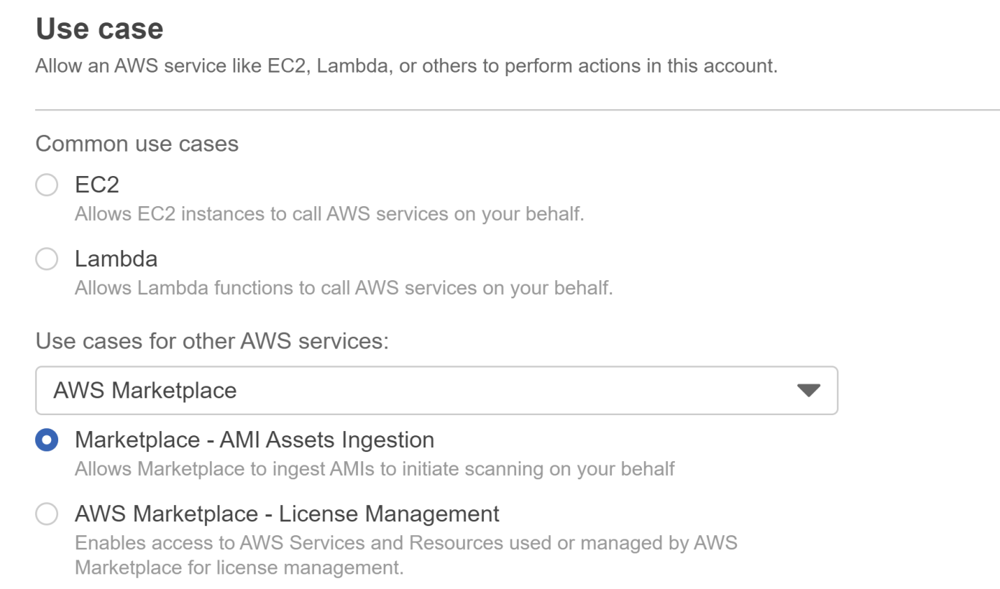 Use case
Allow an AWS service like EC2, Lambda, or others to perform actions in this account.
Common use cases
EC2
Allows EC2 instances to call AWS services on your behalf.
Lambda
Allows Lambda functions to call AWS services on your behalf.
Use cases for other AWS services:
AWS Marketplace
Marketplace - AMI Assets Ingestion
Allows Marketplace to ingest AMIs to initiate scanning on your behalf
AWS Marketplace - License Management
Enables access to AWS Services and Resources used or managed by AWS
Marketplace for license management.